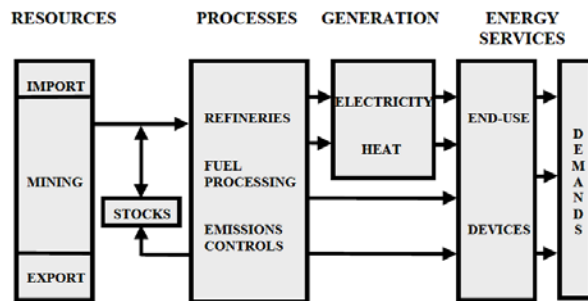 RESOURCES
PROCESSES
GENERATION
ENERGY
SERVICES
IMPORT
MINING
EXPORT
STOCKS
REFINERIES
FUEL
PROCESSING
EMISSIONS
CONTROLS
ELECTRICITY
HEAT
END-USE
DEVICES
DEMANDS